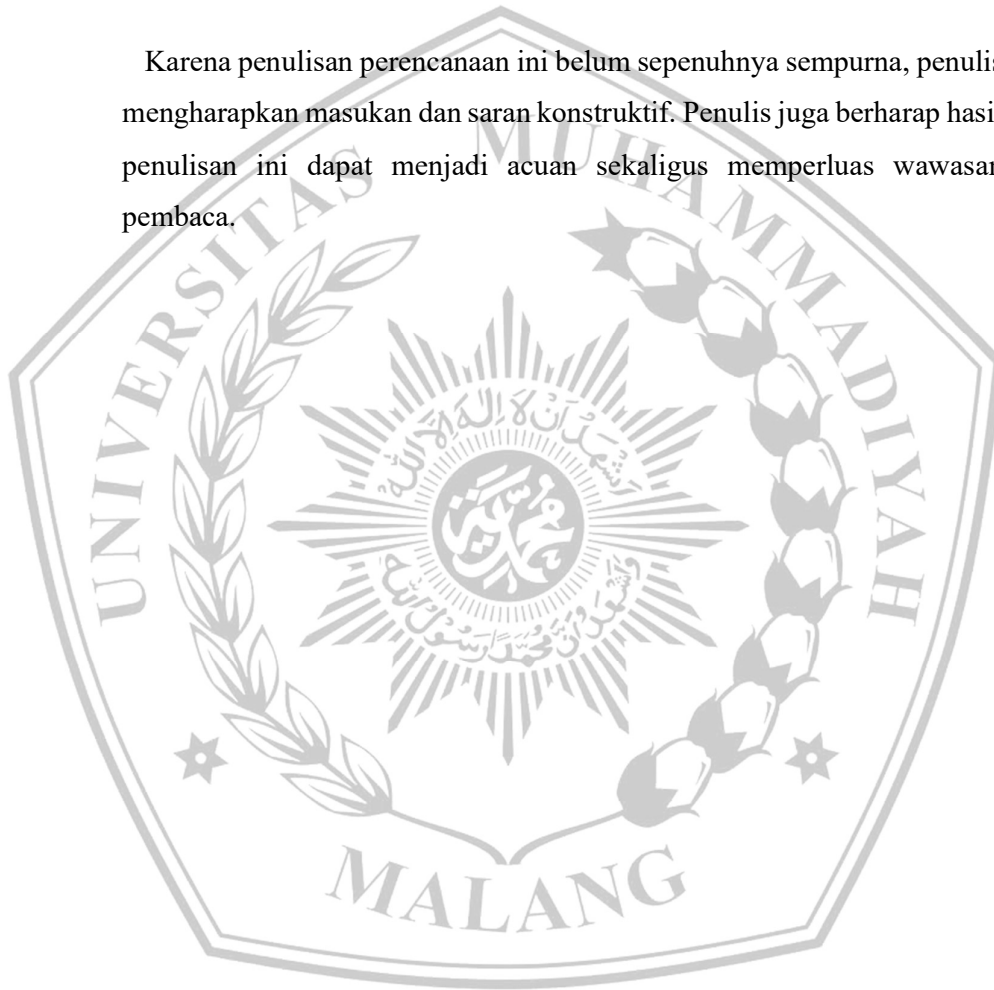 Karena penulisan perencanaan ini belum sepenuhnya sempurna, penulis
mengharapkan masukan dan saran konstruktif. Penulis juga berharap hasi
penulisan ini dapat menjadi acuan sekaligus memperluas wawasan
pembaca.
UNIVERSITAS MUHAMMADIYAH
MALANG